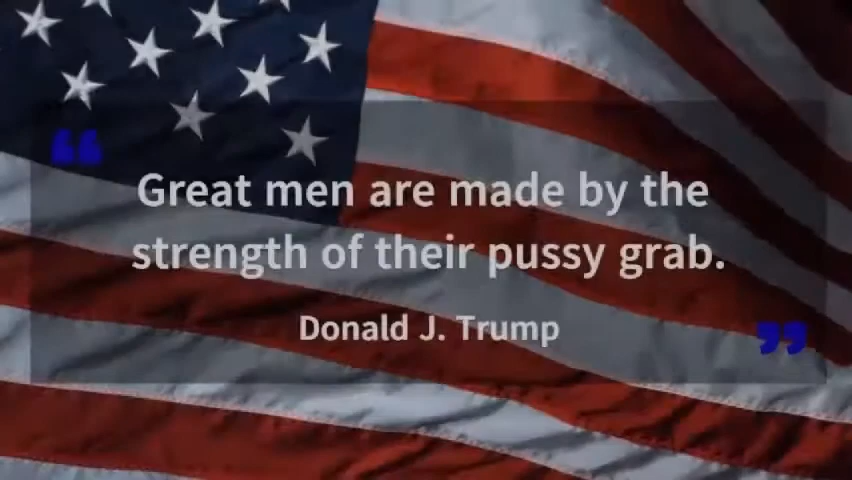 “
Great men are made by the
strength of their pussy grab.
Donald J. Trump
”